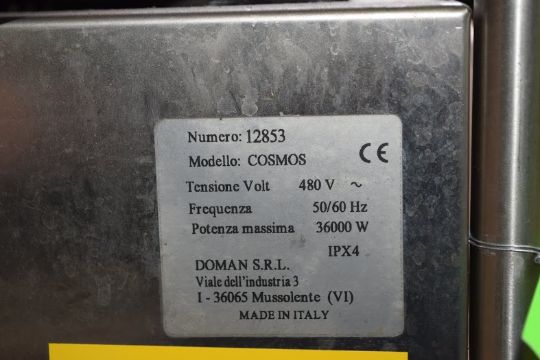 Numero: 12853
Modello: COSMOS CE
Tensione Volt 480 V ~
Frequenza 50/60 Hz
Potenza massima 36000 W
IPX4
DOMAN S.R.L.
Viale dell'industria 3
I - 36065 Mussolente (VI)
MADE IN ITALY